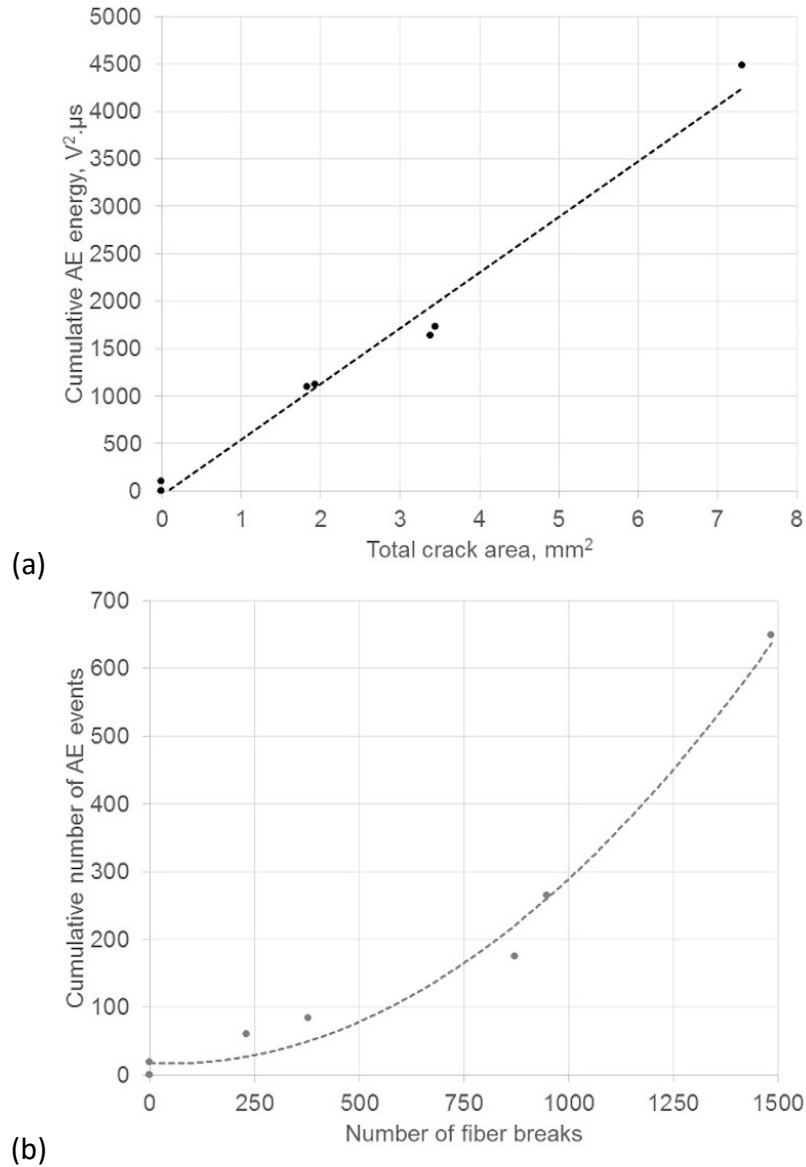 5000
4500
4000
3500
3000
2500
2000
1500
1000
500
0
Cumulative AE energy, V².µs
0 1 2 3 4 5 6 7 8
Total crack area, mm²
(a)
700
600
500
400
300
200
100
0
Cumulative number of AE events
0 250 500 750 1000 1250 1500
Number of fiber breaks
(b)